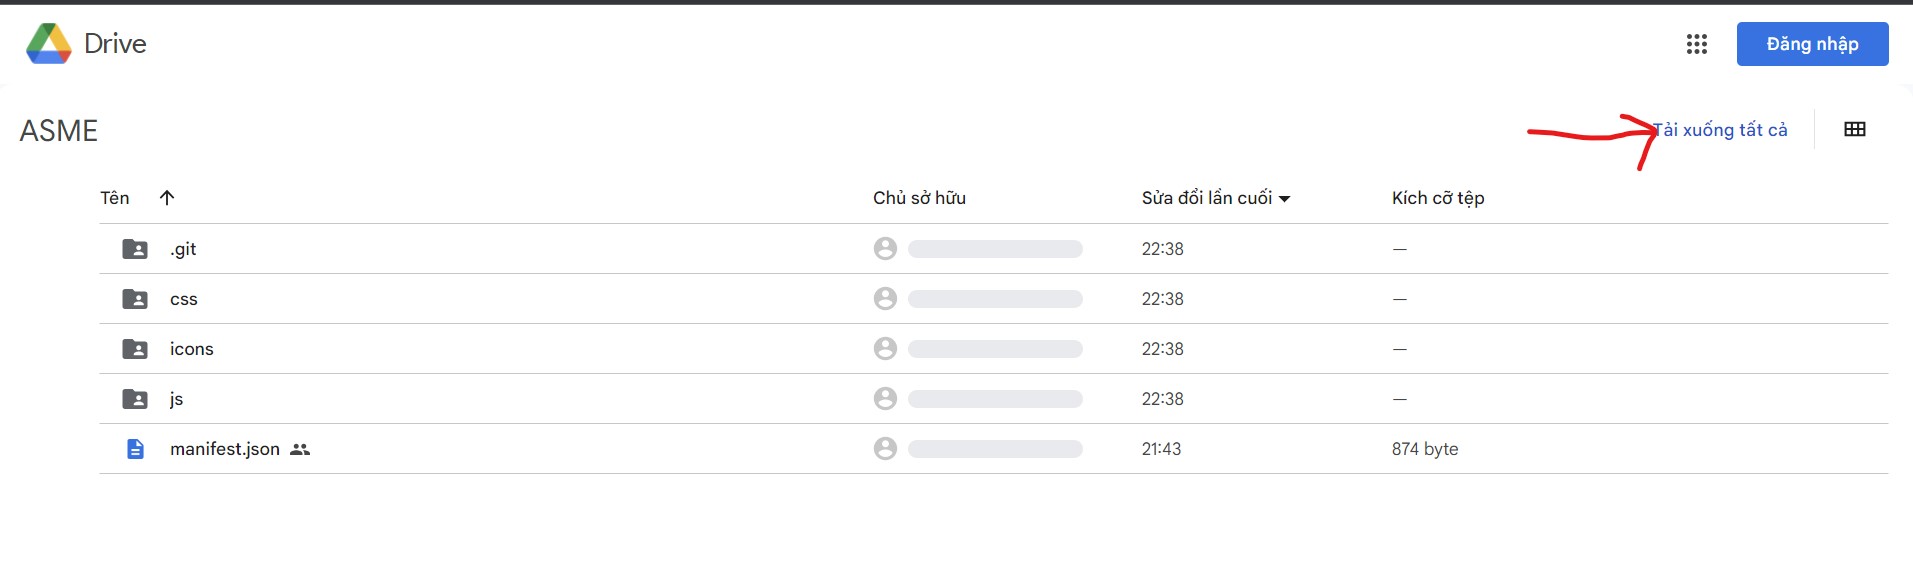 Drive
Đăng nhập
ASME
Tải xuống tất cả
Tên Chủ sở hữu Sửa đổi lần cuối Kích cỡ tệp
.git 22:38 —
css 22:38 —
icons 22:38 —
js 22:38 —
manifest.json 21:43 874 byte